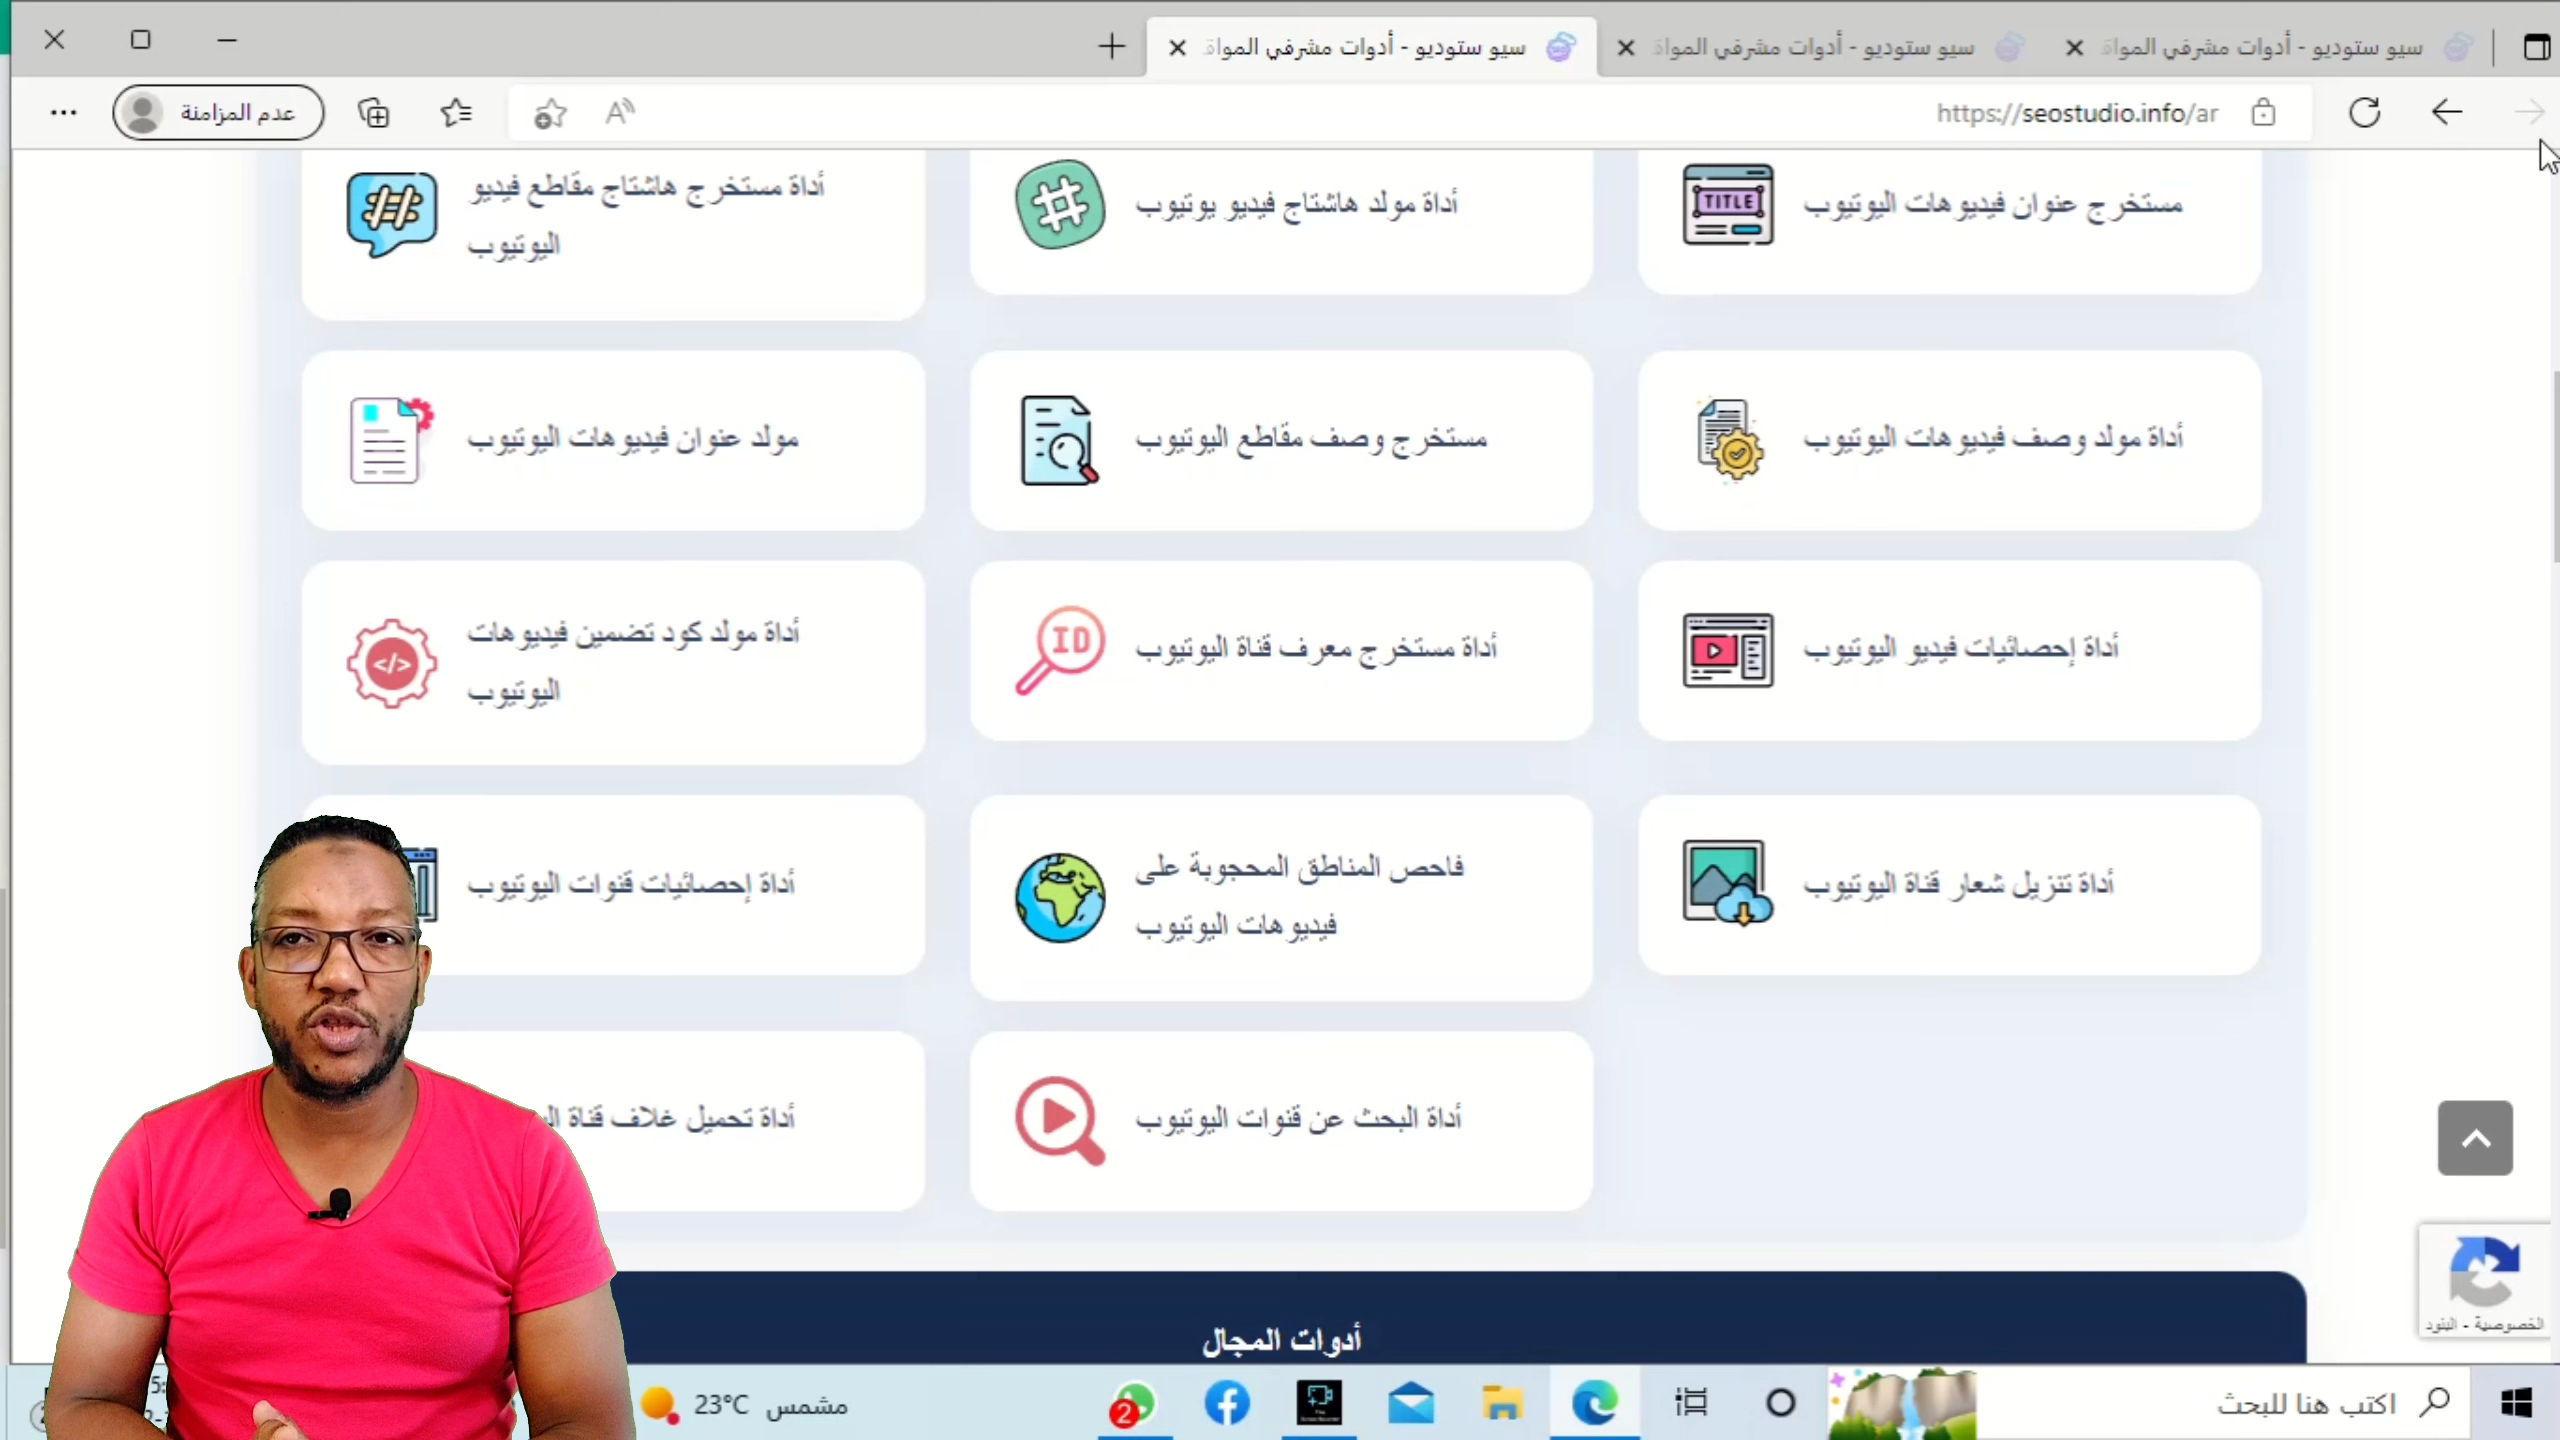 سيو ستوديو - أدوات مشرفي المواقـ
سيو ستوديو - أدوات مشرفي المواقـ
سيو ستوديو - أدوات مشرفي المواقـ
https://seostudio.info/ar
عدم المزامنة
مستخرج عنوان فيديوهات اليوتيوب
TITLE
أداة مولد هاشتاج فيديو يوتيوب
أداة مستخرج هاشتاج مقاطع فيديو
اليوتيوب
أداة مولد وصف فيديوهات اليوتيوب
مستخرج وصف مقاطع اليوتيوب
مولد عنوان فيديوهات اليوتيوب
أداة إحصائيات فيديو اليوتيوب
أداة مستخرج معرف قناة اليوتيوب
ID
أداة مولد كود تضمين فيديوهات
اليوتيوب
أداة تنزيل شعار قناة اليوتيوب
فاحص المناطق المحجوبة على
فيديوهات اليوتيوب
أداة إحصائيات قنوات اليوتيوب
أداة البحث عن قنوات اليوتيوب
أداة تحميل غلاف قناة
أدوات المجال
الخصوصية - البنود
اكتب هنا للبحث
2
23°C مشمس